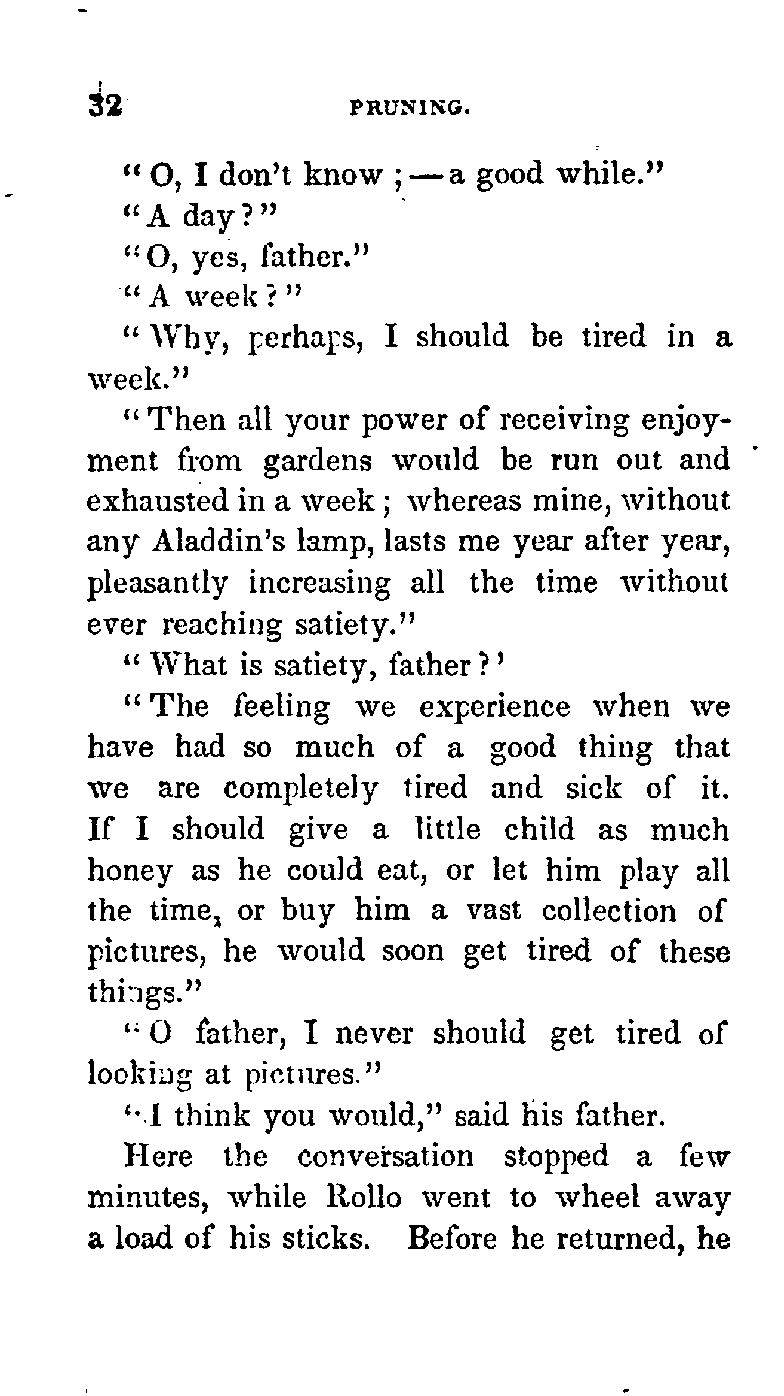 32 PRUNING.
"O, I don't know ;—a good while."
"A day?"
"O, yes, father."
"A week?"
"Why, perhaps, I should be tired in a
week."
"Then all your power of receiving enjoy-
ment from gardens would be run out and
exhausted in a week; whereas mine, without
any Aladdin's lamp, lasts me year after year,
pleasantly increasing all the time without
ever reaching satiety."
"What is satiety, father?'
"The feeling we experience when we
have had so much of a good thing that
we are completely tired and sick of it.
If I should give a little child as much
honey as he could eat, or let him play all
the time, or buy him a vast collection of
pictures, he would soon get tired of these
things."
"O father, I never should get tired of
looking at pictures."
"I think you would," said his father.
Here the conversation stopped a few
minutes, while Rollo went to wheel away
a load of his sticks. Before he returned, he